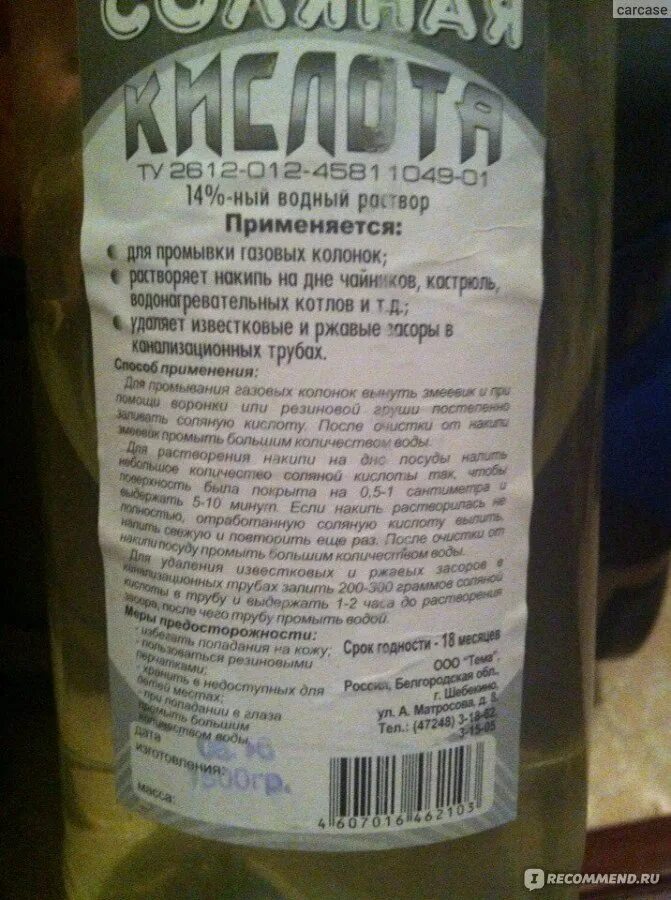 carcase
СОЛЯНАЯ
КИСЛОТА
ТУ 2612-012-45811049-01
14%-ный водный раствор
Применяется:
для промывки газовых колонок;
растворяет накипь на дне чайников, кастрюль,
водонагревательных котлов и т.д.;
удаляет известковые и ржавые засоры в
канализационных трубах.
Способ применения:
Для промывания газовых колонок вынуть змеевик и при
помощи воронки или резиновой груши постепенно
заливать соляную кислоту. После очистки от накипи
змеевик промыть большим количеством воды.
Для растворения накипи на дне посуды налить
небольшое количество соляной кислоты так, чтобы
поверхность была покрыта на 0,5-1 сантиметра и
выдержать 5-10 минут. Если накипь растворилась не
полностью, отработанную соляную кислоту вылить,
налить свежую и повторить еще раз. После очистки от
накипи посуду промыть большим количеством воды.
Для удаления известковых и ржавых засоров в
канализационных трубах залить 200-300 граммов соляной
кислоты в трубу и выдержать 1-2 часа до растворения
засора, после чего трубу промыть водой.
Меры предосторожности:
- избегать попадания на кожу;
- пользоваться резиновыми
перчатками;
- хранить в недоступных для
детей местах;
- при попадании в глаза
промыть большим
количеством воды.
дата
изготовления:
масса: 1500гр.
Срок годности - 18 месяцев
ООО "Тема"
Россия, Белгородская обл.,
г. Шебекино,
ул. А. Матросова, д. 8,
Тел.: (47248) 3-18-62
3-15-05
4 607016 462103
IRECOMMEND.RU